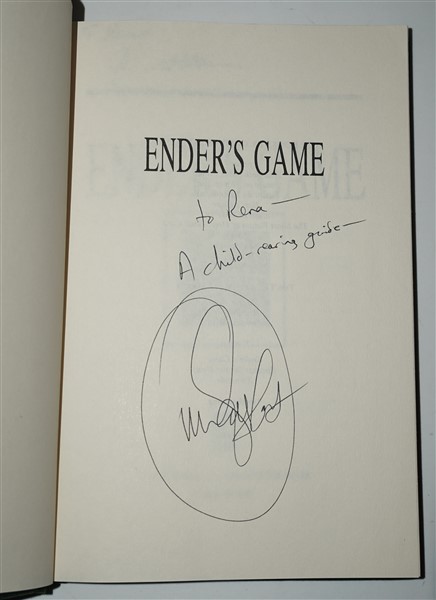 ENDER'S GAME
to Rena—
A child-rearing guide—